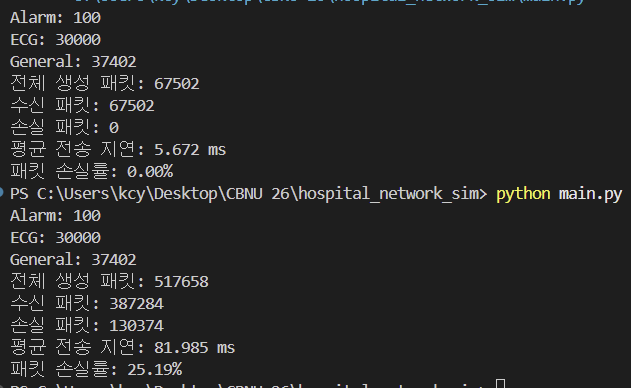 Alarm: 100
ECG: 30000
General: 37402
전체 생성 패킷: 67502
수신 패킷: 67502
손실 패킷: 0
평균 전송 지연: 5.672 ms
패킷 손실률: 0.00%
PS C:\Users\kcy\Desktop\CBNU 26\hospital_network_sim> python main.py
Alarm: 100
ECG: 30000
General: 37402
전체 생성 패킷: 517658
수신 패킷: 387284
손실 패킷: 130374
평균 전송 지연: 81.985 ms
패킷 손실률: 25.19%